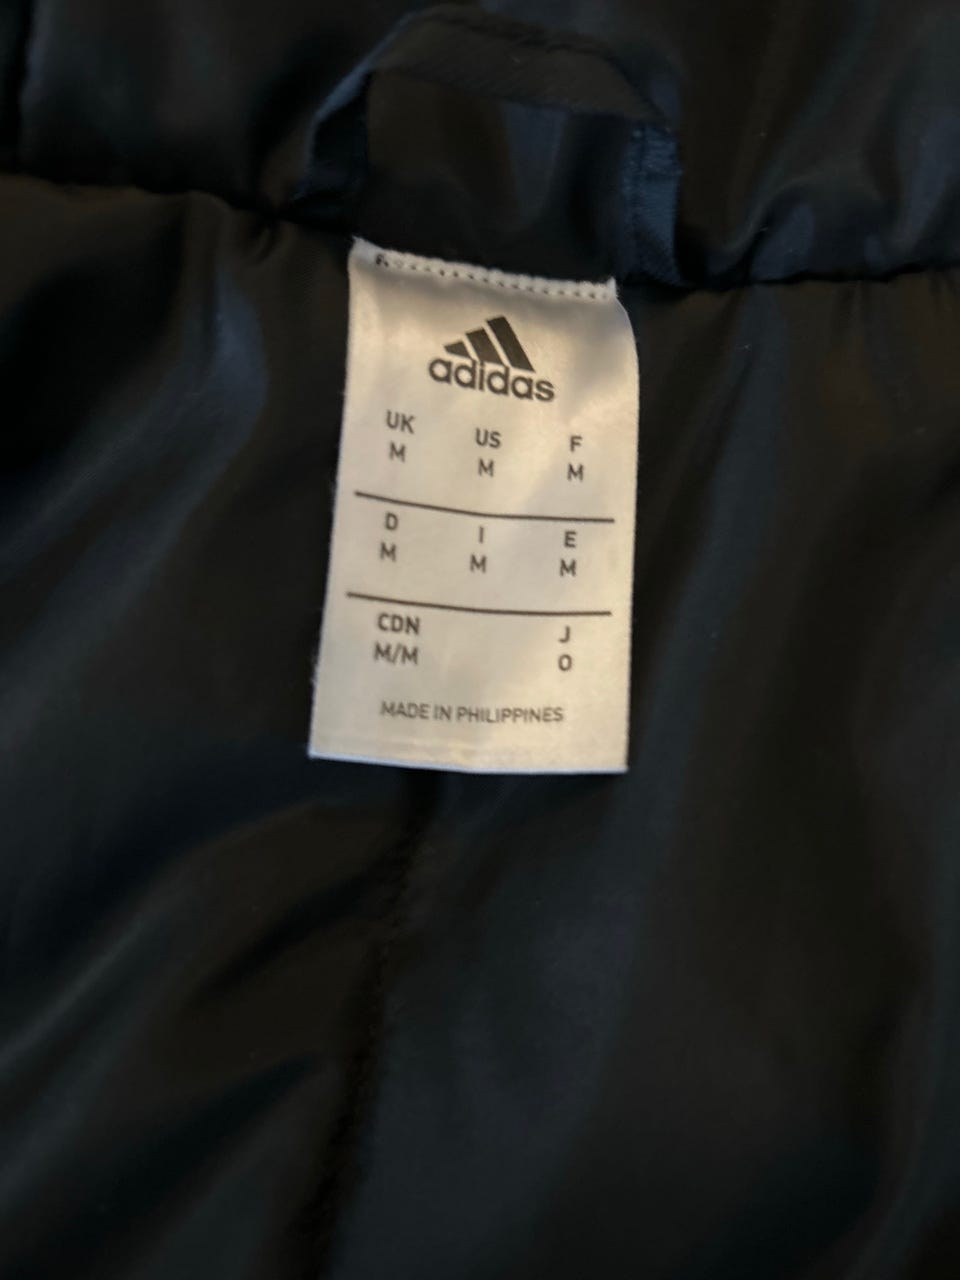 adidas
UK US F
M M M
D I E
M M M
CDN J
M/M O
MADE IN PHILIPPINES